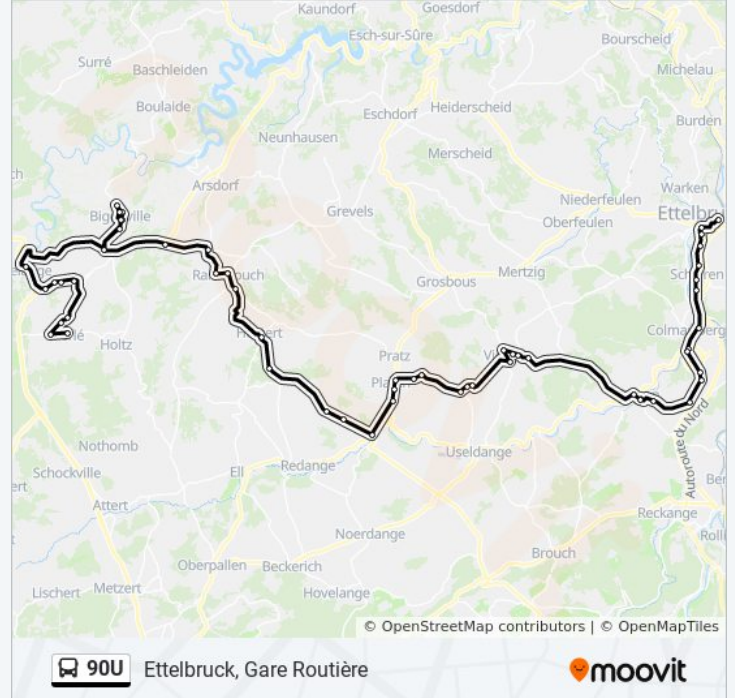 Kaundorf
Goesdorf
Esch-sur-Sûre
Bourscheid
Surré
Baschleiden
Michelau
Boulaide
Eschdorf
Heiderscheid
Burden
Neunhausen
Merscheid
Arsdorf
Warken
Niederfeulen
Grevels
Oberfeulen
Mertzig
Grosbous
Holtz
Pratz
Useldange
Nothomb
Redange
Ell
Schockville
Autoroute du Nord
Attert
Reckange
Noerdange
Brouch
Oberpallen
Beckerich
Lischert
Metzert
Hovelange
© OpenStreetMap contributors | © OpenMapTiles
90U Ettelbruck, Gare Routière
moovit